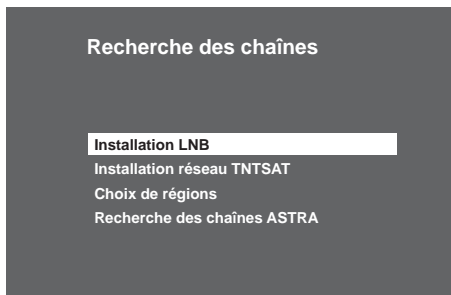 Recherche des chaînes
Installation LNB
Installation réseau TNTSAT
Choix de régions
Recherche des chaînes ASTRA